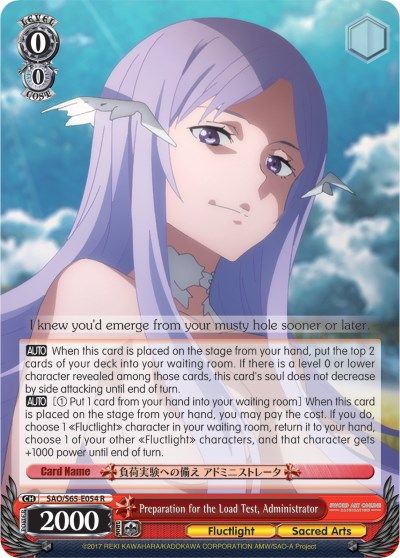 LEVEL
0
0
COST
I knew you'd emerge from your musty hole sooner or later.
AUTO When this card is placed on the stage from your hand, put the top 2
cards of your deck into your waiting room. If there is a level 0 or lower
character revealed among those cards, this card's soul does not decrease
by side attacking until end of turn.
AUTO [① Put 1 card from your hand into the waiting room] When this card
is placed on the stage from your hand, you may pay the cost. If you do,
choose 1 «Fluctlight» character in your waiting room, return it to your hand,
choose 1 of your other «Fluctlight» characters, and that character gets
+1000 power until end of turn.
Card Name 負荷実験への備え アドミニストレータ
CH SAO/S65-E054 R
POWER 2000 Preparation for the Load Test, Administrator SWORD ART ONLINE
Fluctlight Sacred Arts
©2017 REKI KAWAHARA/KADOKAWA CORPORATION AMW/SAO-A Project